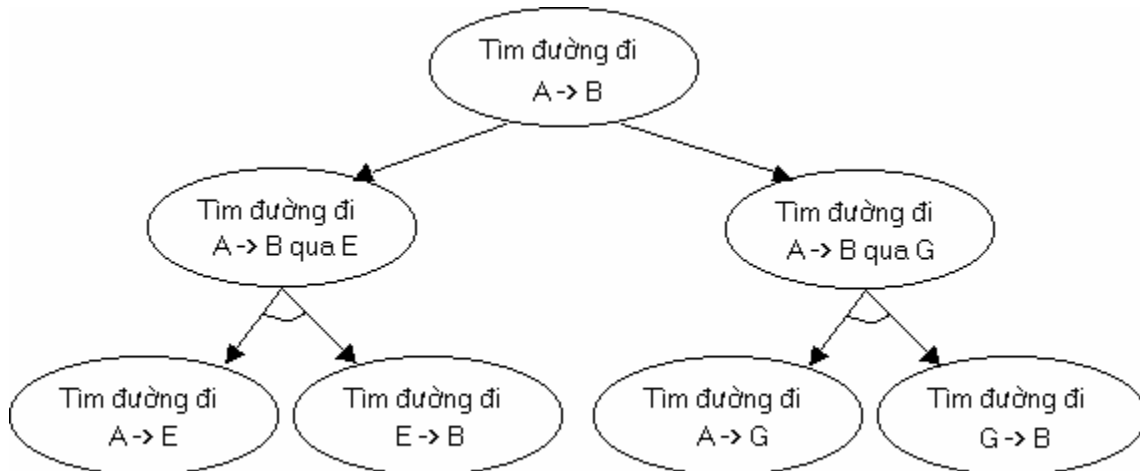 Tìm đường đi
A -> B
Tìm đường đi
A -> B qua E
Tìm đường đi
A -> B qua G
Tìm đường đi
A -> E
Tìm đường đi
E -> B
Tìm đường đi
A -> G
Tìm đường đi
G -> B